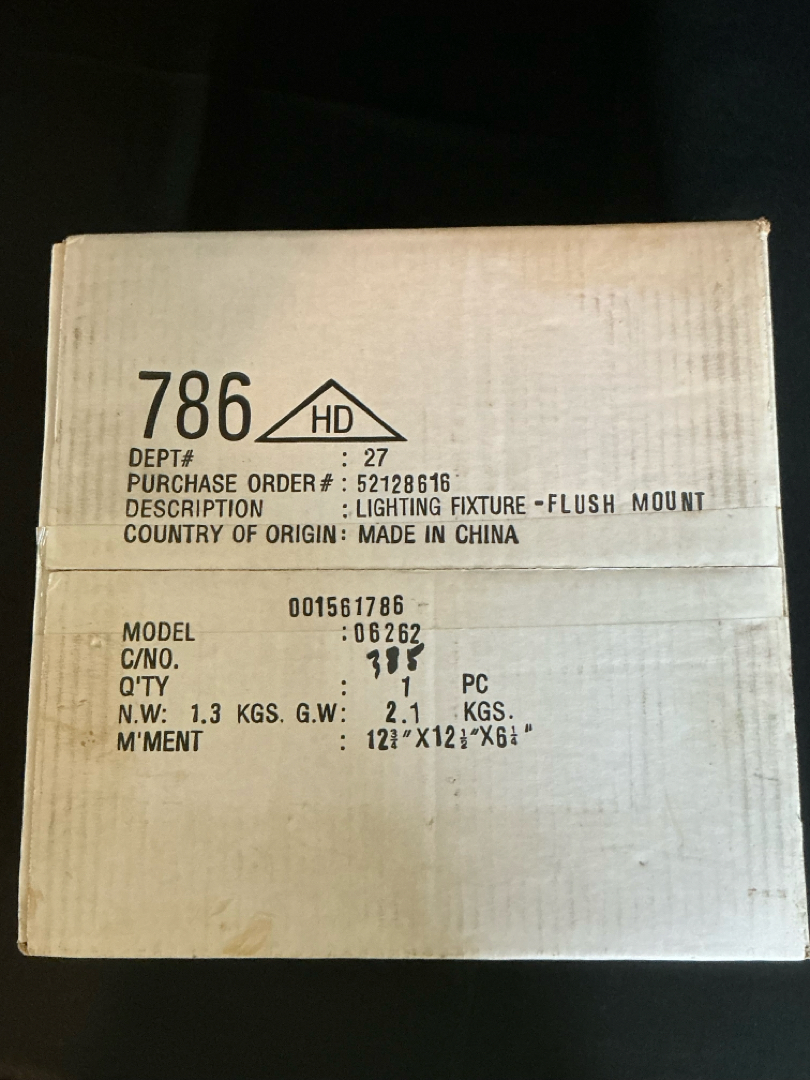 786 HD
DEPT# : 27
PURCHASE ORDER # : 52128616
DESCRIPTION : LIGHTING FIXTURE -FLUSH MOUNT
COUNTRY OF ORIGIN: MADE IN CHINA
001561786
MODEL :06262
C/NO. 385
Q'TY : 1 PC
N.W: 1.3 KGS. G.W: 2.1 KGS.
M'MENT : 12¾"X12½"X6¼"